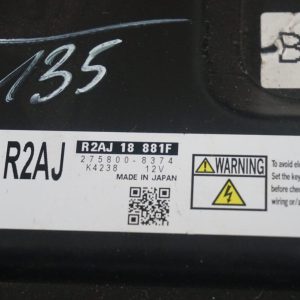 135
B
R2AJ
R2AJ 18 881F
275800-8374
K4238 12V
MADE IN JAPAN
WARNING
To avoid el
Set the key
before che
wiring or/a